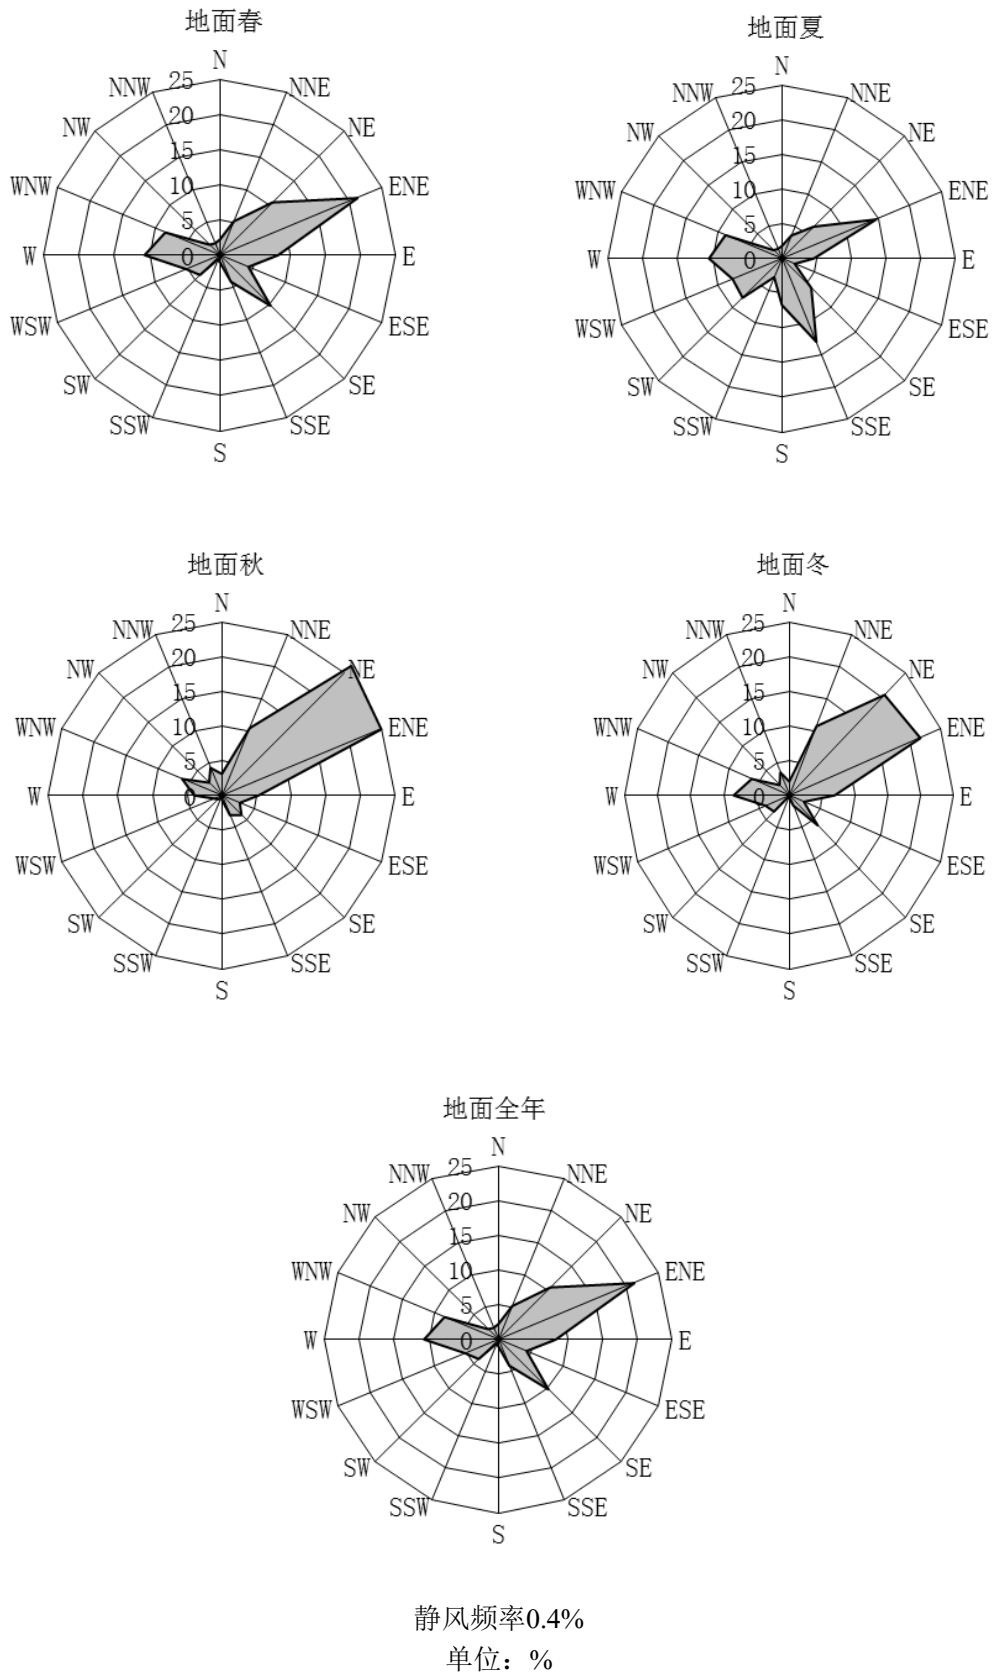 地面春
N
NNW 25 NNE
NW 20 NE
15
WNW 10 ENE
5
W 0 E
WSW ESE
SW SE
SSW SSE
S
地面夏
N
NNW 25 NNE
NW 20 NE
15
WNW 10 ENE
5
W 0 E
WSW ESE
SW SE
SSW SSE
S
地面秋
N
NNW 25 NNE
NW 20 NE
15
WNW 10 ENE
5
W 0 E
WSW ESE
SW SE
SSW SSE
S
地面冬
N
NNW 25 NNE
NW 20 NE
15
WNW 10 ENE
5
W 0 E
WSW ESE
SW SE
SSW SSE
S
地面全年
N
NNW 25 NNE
NW 20 NE
15
WNW 10 ENE
5
W 0 E
WSW ESE
SW SE
SSW SSE
S
静风频率0.4%
单位：%